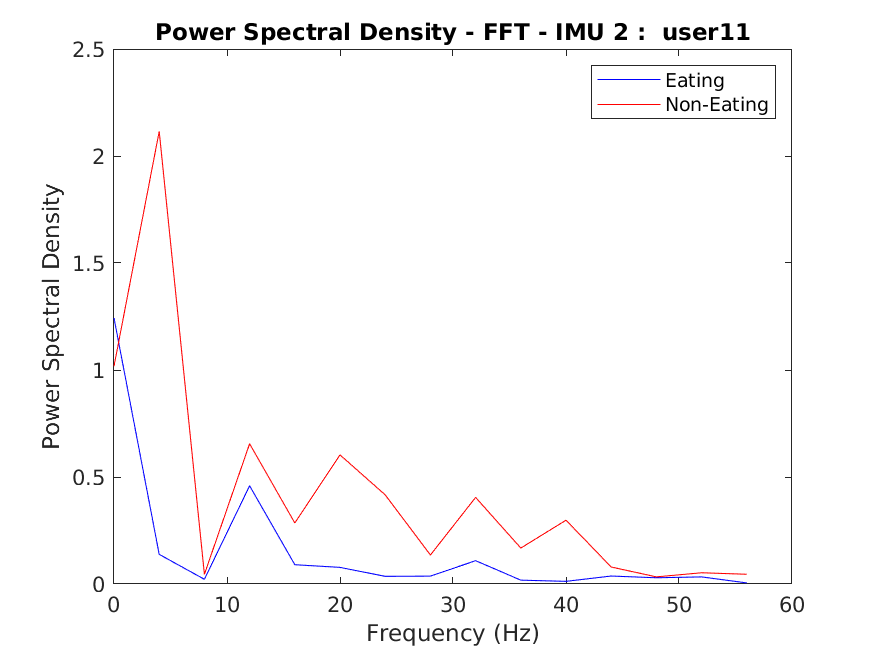 Power Spectral Density - FFT - IMU 2 :  user11
2.5
2
1.5
1
0.5
0
Power Spectral Density
Eating
Non-Eating
0 10 20 30 40 50 60
Frequency (Hz)